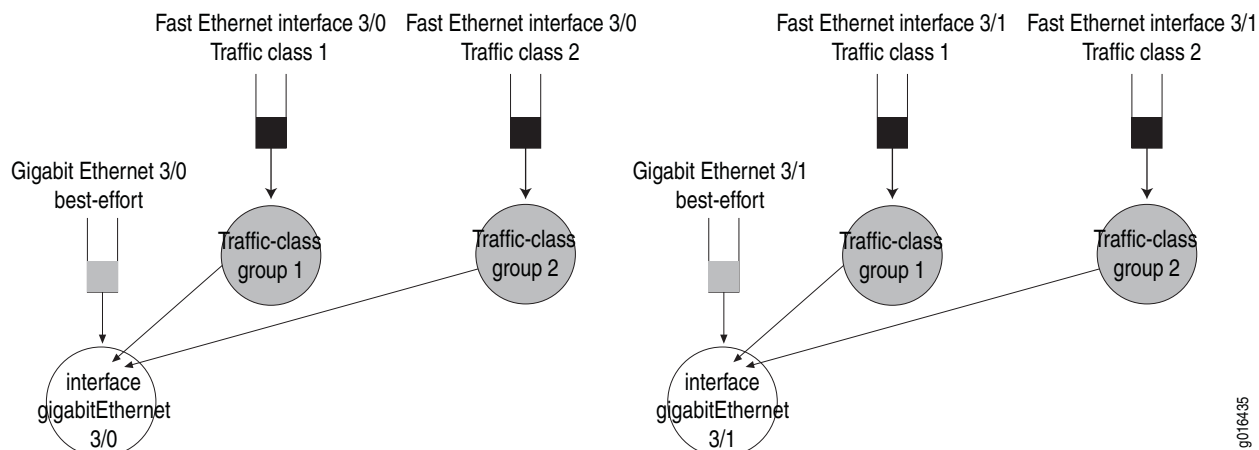 Fast Ethernet interface 3/0
Traffic class 1
Fast Ethernet interface 3/0
Traffic class 2
Fast Ethernet interface 3/1
Traffic class 1
Fast Ethernet interface 3/1
Traffic class 2
Gigabit Ethernet 3/0
best-effort
Traffic-class
group 1
Traffic-class
group 2
Gigabit Ethernet 3/1
best-effort
Traffic-class
group 1
Traffic-class
group 2
interface
gigabitEthernet
3/0
interface
gigabitEthernet
3/1
g016435